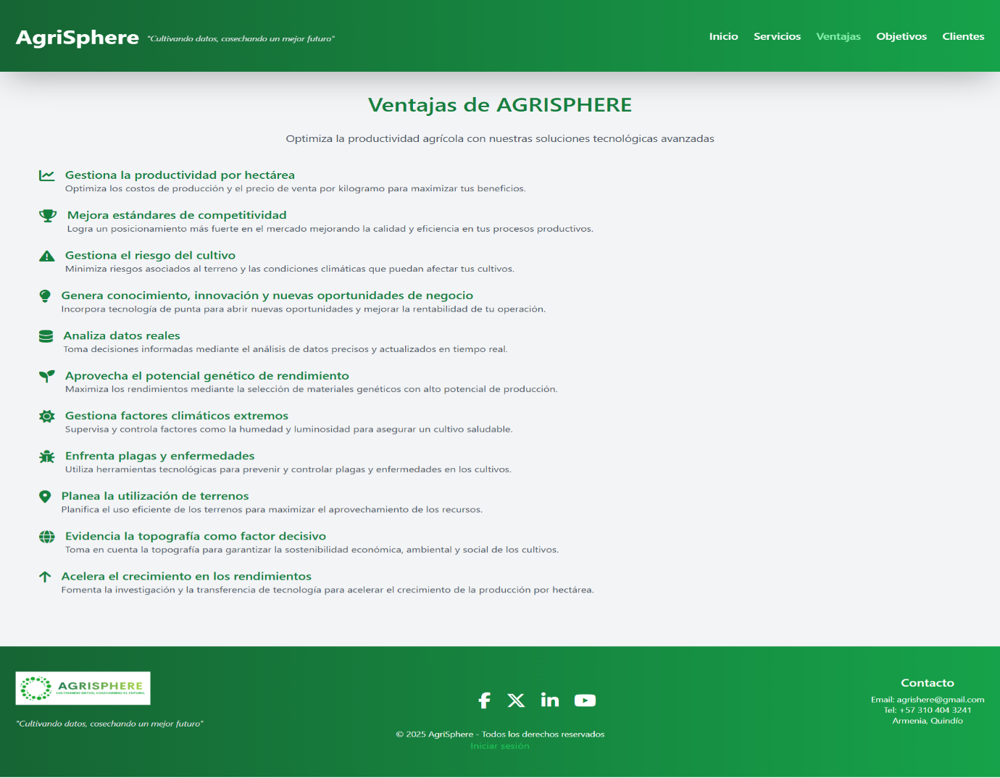 AgriSphere "Cultivando datos, cosechando un mejor futuro"
Inicio Servicios Ventajas Objetivos Clientes
Ventajas de AGRISPHERE
Optimiza la productividad agrícola con nuestras soluciones tecnológicas avanzadas
Gestiona la productividad por hectárea
Optimiza los costos de producción y el precio de venta por kilogramo para maximizar tus beneficios.
Mejora estándares de competitividad
Logra un posicionamiento más fuerte en el mercado mejorando la calidad y eficiencia en tus procesos productivos.
Gestiona el riesgo del cultivo
Minimiza riesgos asociados al terreno y las condiciones climáticas que puedan afectar tus cultivos.
Genera conocimiento, innovación y nuevas oportunidades de negocio
Incorpora tecnología de punta para abrir nuevas oportunidades y mejorar la rentabilidad de tu operación.
Analiza datos reales
Toma decisiones informadas mediante el análisis de datos precisos y actualizados en tiempo real.
Aprovecha el potencial genético de rendimiento
Maximiza los rendimientos mediante la selección de materiales genéticos con alto potencial de producción.
Gestiona factores climáticos extremos
Supervisa y controla factores como la humedad y luminosidad para asegurar un cultivo saludable.
Enfrenta plagas y enfermedades
Utiliza herramientas tecnológicas para prevenir y controlar plagas y enfermedades en los cultivos.
Planea la utilización de terrenos
Planifica el uso eficiente de los terrenos para maximizar el aprovechamiento de los recursos.
Evidencia la topografía como factor decisivo
Toma en cuenta la topografía para garantizar la sostenibilidad económica, ambiental y social de los cultivos.
Acelera el crecimiento en los rendimientos
Fomenta la investigación y la transferencia de tecnología para acelerar el crecimiento de la producción por hectárea.
AGRISPHERE
CULTIVANDO DATOS, COSECHANDO EL FUTURO.
"Cultivando datos, cosechando un mejor futuro"
© 2025 AgriSphere - Todos los derechos reservados
Iniciar sesión
Contacto
Email: agrishere@gmail.com
Tel: +57 310 404 3241
Armenia, Quindío